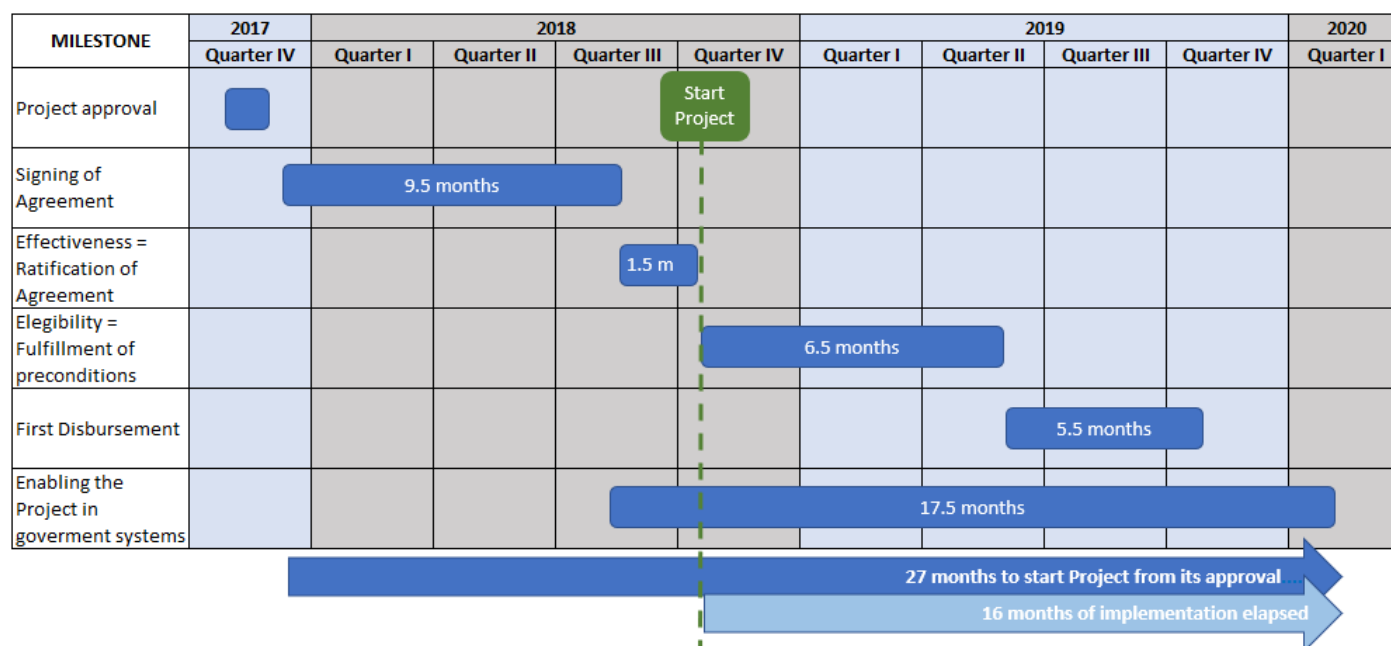 MILESTONE
2017
2018
2019
2020
Quarter IV
Quarter I
Quarter II
Quarter III
Quarter IV
Quarter I
Quarter II
Quarter III
Quarter IV
Quarter I
Project approval
Start
Project
Signing of
Agreement
9.5 months
Effectiveness =
Ratification of
Agreement
1.5 m
Elegibility =
Fulfillment of
preconditions
6.5 months
First Disbursement
5.5 months
Enabling the
Project in
goverment systems
17.5 months
27 months to start Project from its approval....
16 months of implementation elapsed